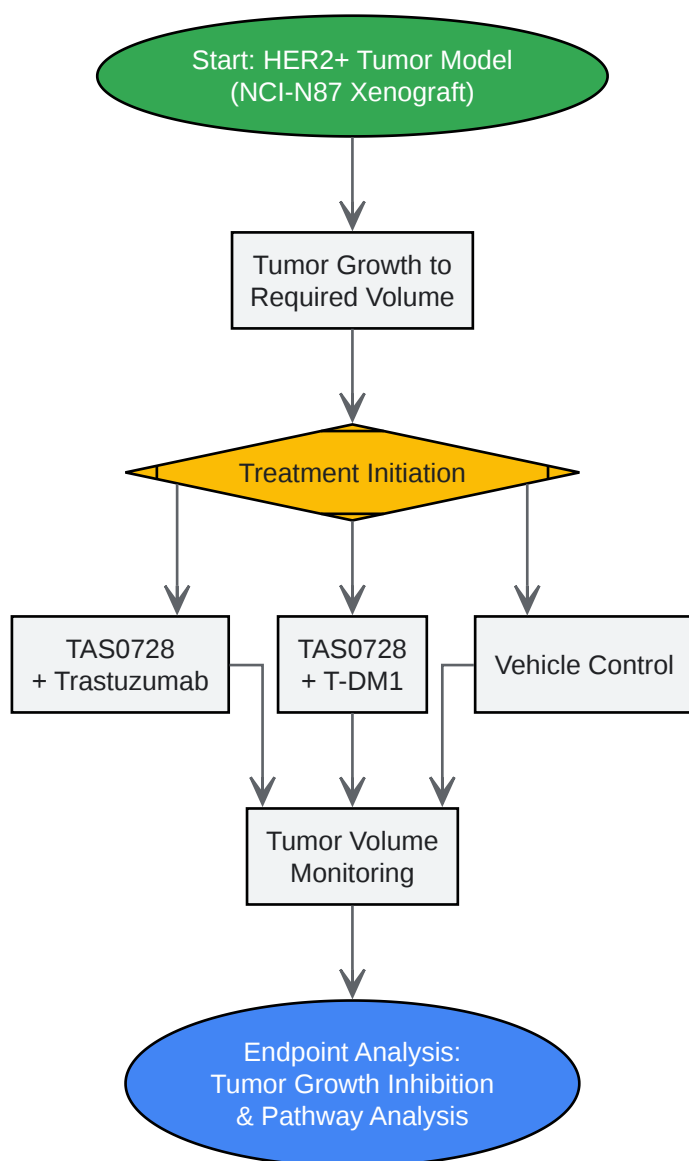 Start: HER2+ Tumor Model
(NCI-N87 Xenograft)
Tumor Growth to
Required Volume
Treatment Initiation
TAS0728
+ Trastuzumab
TAS0728
+ T-DM1
Vehicle Control
Tumor Volume
Monitoring
Endpoint Analysis:
Tumor Growth Inhibition
& Pathway Analysis